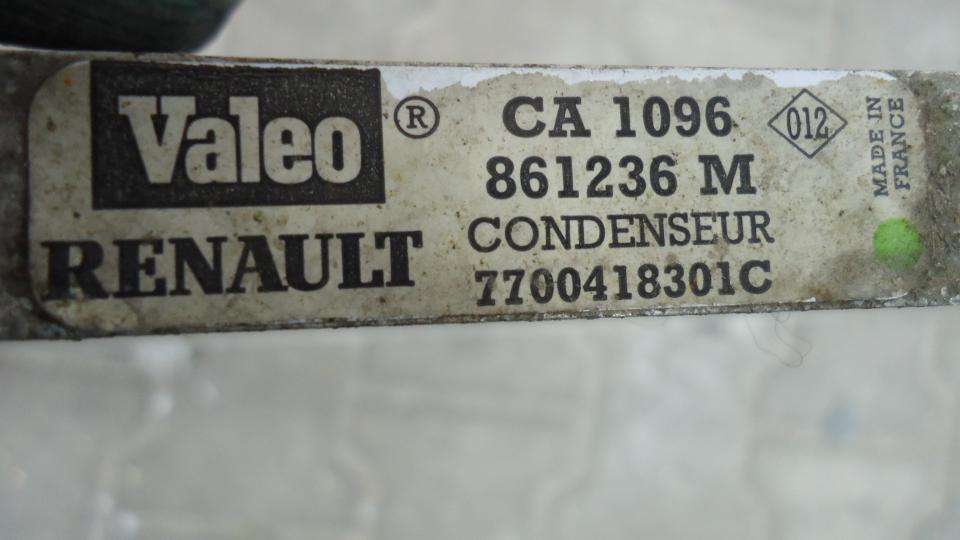 Valeo ®
RENAULT
CA 1096
861236 M
CONDENSEUR
7700418301C
012
MADE IN
FRANCE